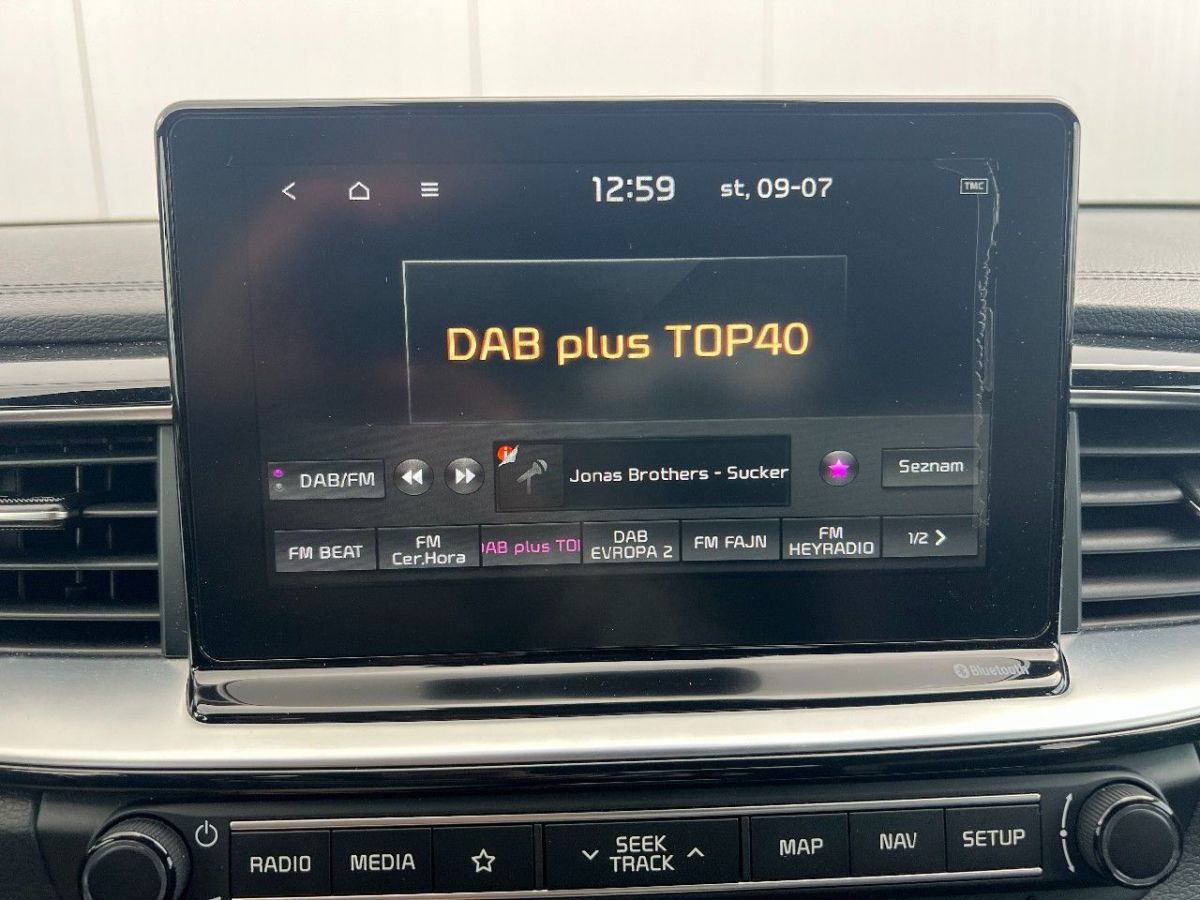 12:59 st, 09-07 TMC
DAB plus TOP40
DAB/FM Jonas Brothers - Sucker Seznam
FM BEAT
FM
Cer.Hora
DAB plus TO
DAB
EVROPA 2
FM FAJN
FM
HEYRADIO
1/2
Bluetooth
RADIO MEDIA
SEEK
TRACK
MAP NAV SETUP